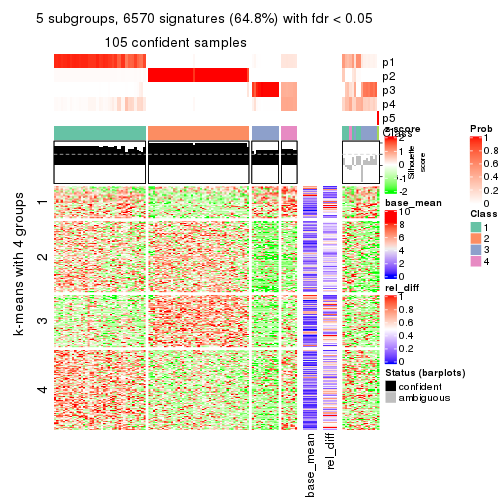 5 subgroups, 6570 signatures (64.8%) with fdr < 0.05
105 confident samples
p1
p2
p3
p4
p5
Class
Silhouette
score
k-means with 4 groups
1
2
3
4
base_mean
rel_diff
z-score
2
1
0
-1
-2
base_mean
10
8
6
4
2
0
rel_diff
1
0.8
0.6
0.4
0.2
0
Status (barplots)
confident
ambiguous
Prob
1
0.8
0.6
0.4
0.2
0
Class
1
2
3
4